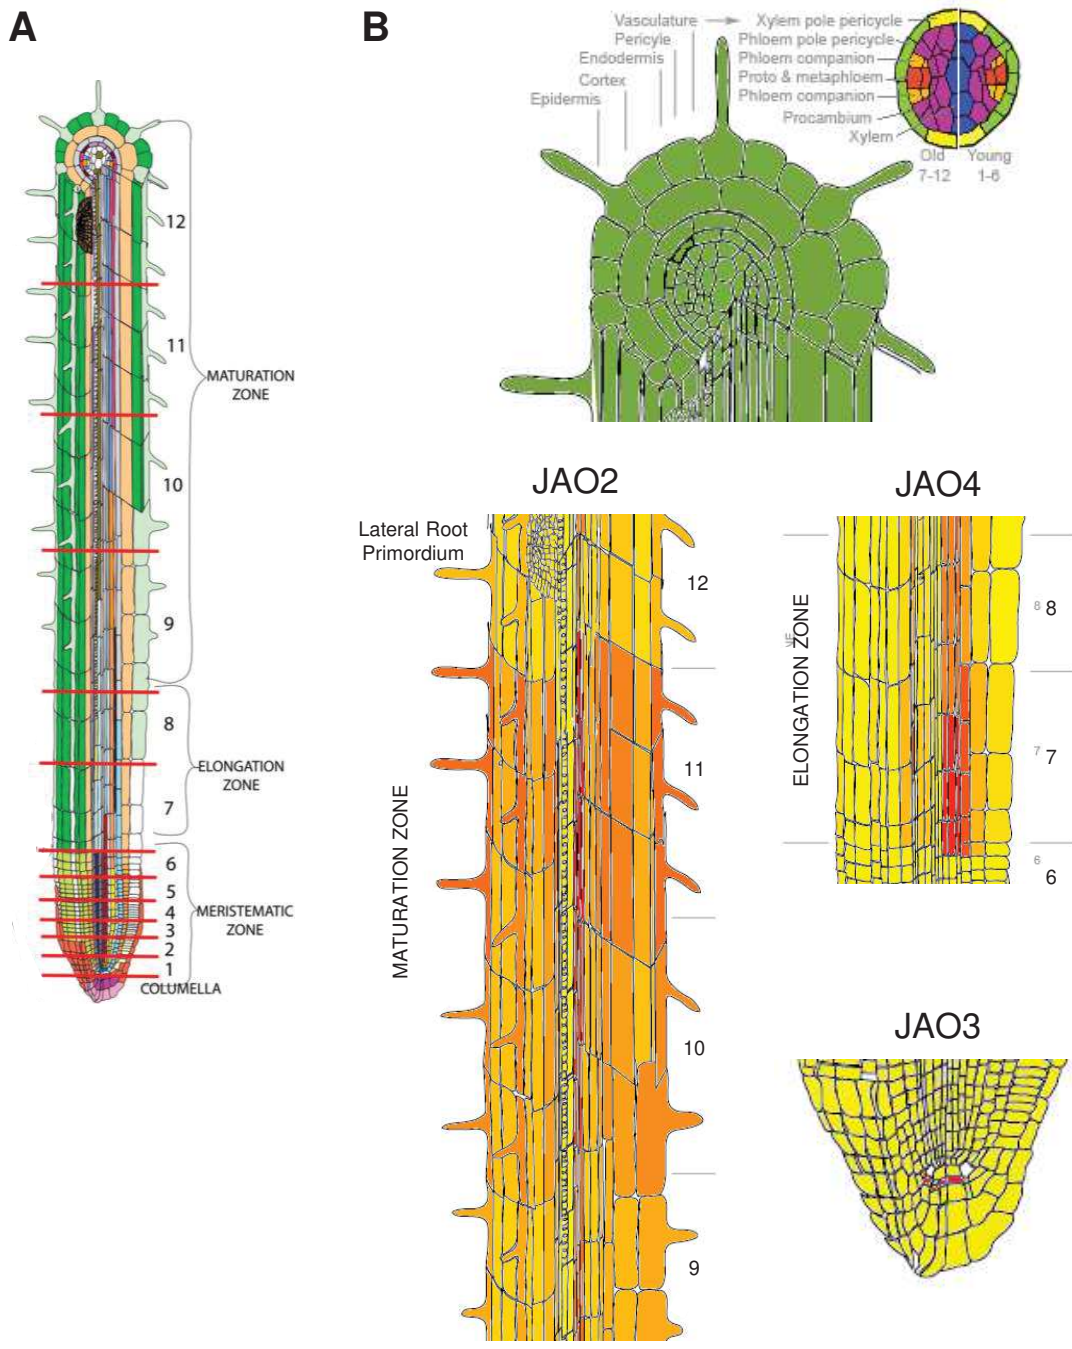 A
12
11
MATURATION
ZONE
10
9
8
ELONGATION
ZONE
7
6
5
4
MERISTEMATIC
ZONE
3
2
1
COLUMELLA
B
Vasculature
Pericyle
Endodermis
Cortex
Epidermis
Xylem pole pericycle
Phloem pole pericycle
Phloem companion
Proto & metaphloem
Phloem companion
Procambium
Xylem
Old Young
7-12 1-6
JAO2
Lateral Root
Primordium
12
11
MATURATION ZONE
10
9
JAO4
ELONGATION ZONE
8 8
7 7
6 6
JAO3